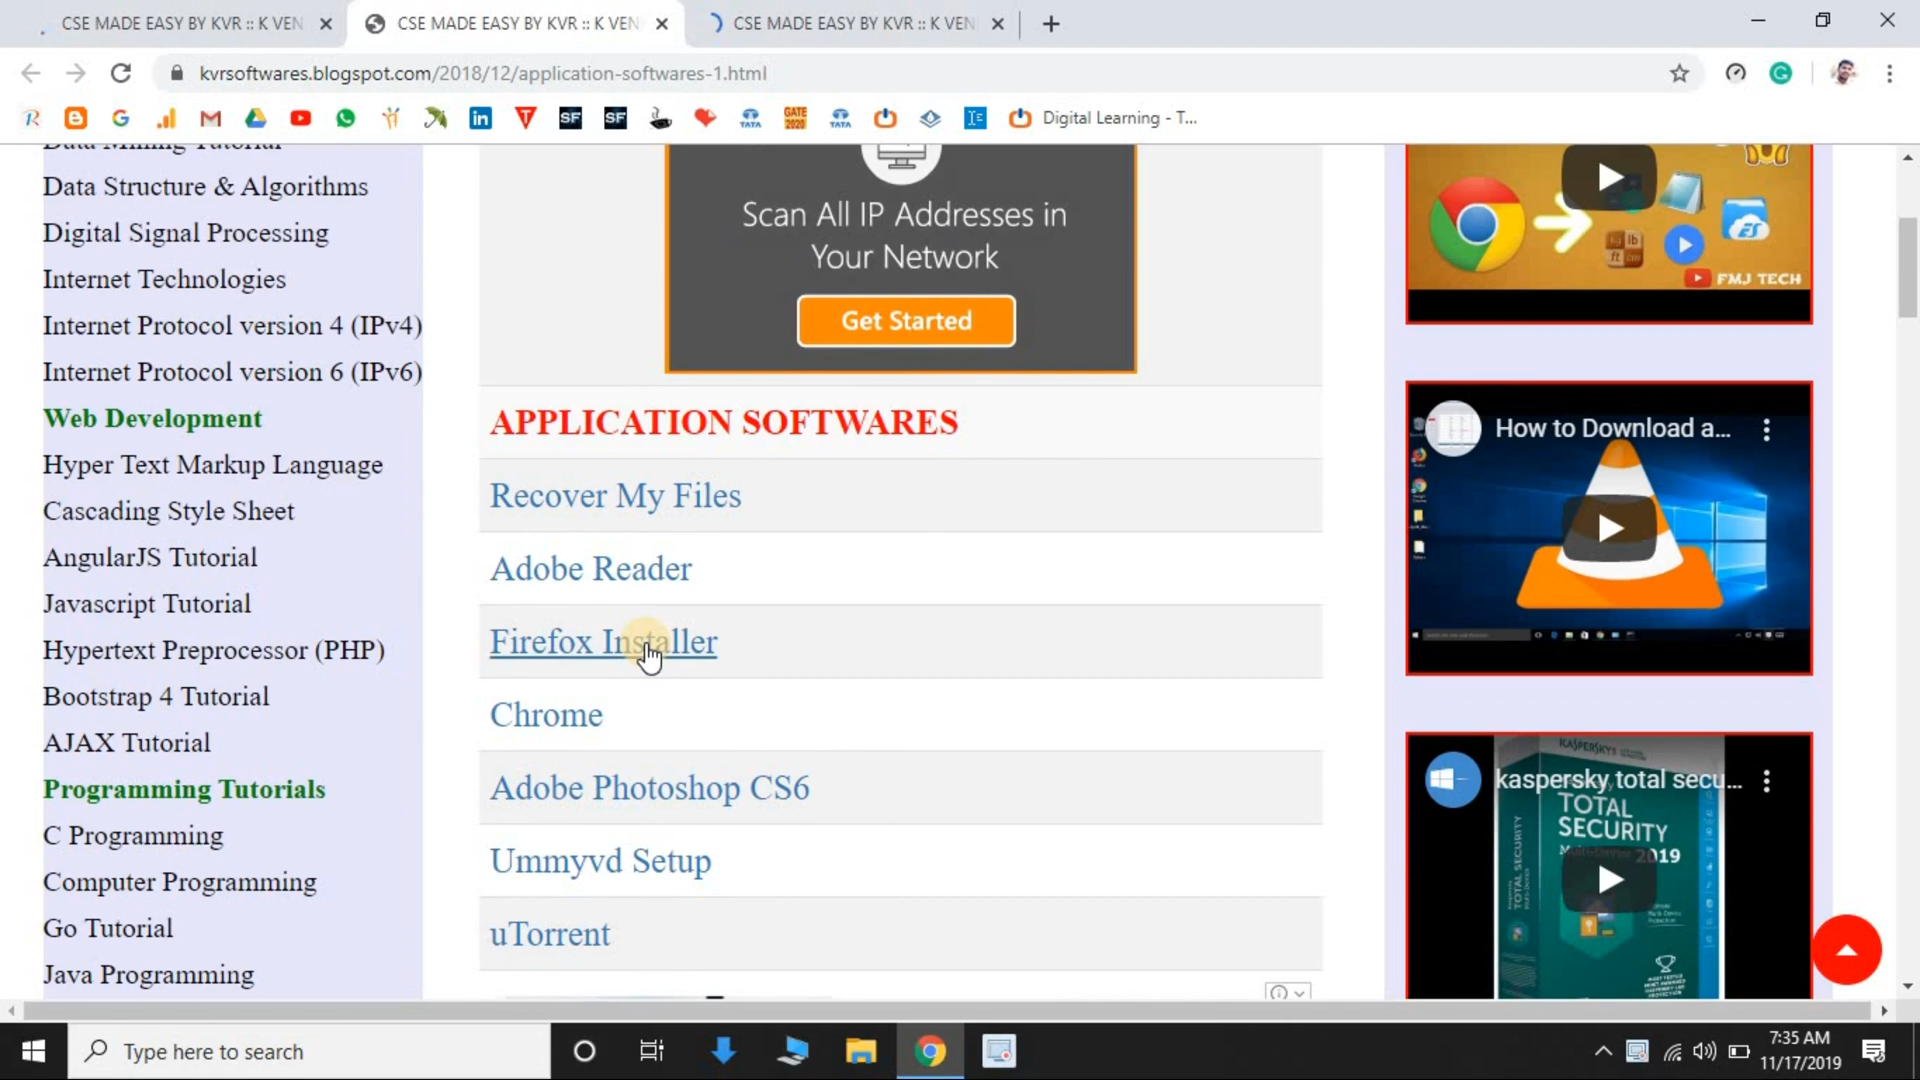 CSE MADE EASY BY KVR :: K VEN
CSE MADE EASY BY KVR :: K VEN
CSE MADE EASY BY KVR :: K VEN
kvrsoftwares.blogspot.com/2018/12/application-softwares-1.html
Digital Learning - T...
Data Mining Tutorial
Data Structure & Algorithms
Digital Signal Processing
Internet Technologies
Internet Protocol version 4 (IPv4)
Internet Protocol version 6 (IPv6)
Web Development
Hyper Text Markup Language
Cascading Style Sheet
AngularJS Tutorial
Javascript Tutorial
Hypertext Preprocessor (PHP)
Bootstrap 4 Tutorial
AJAX Tutorial
Programming Tutorials
C Programming
Computer Programming
Go Tutorial
Java Programming
Scan All IP Addresses in
Your Network
Get Started
APPLICATION SOFTWARES
Recover My Files
Adobe Reader
Firefox Installer
Chrome
Adobe Photoshop CS6
Ummyvd Setup
uTorrent
FMJ TECH
How to Download a...
kaspersky total secu...
TOTAL
SECURITY
2019
Type here to search
7:35 AM
11/17/2019